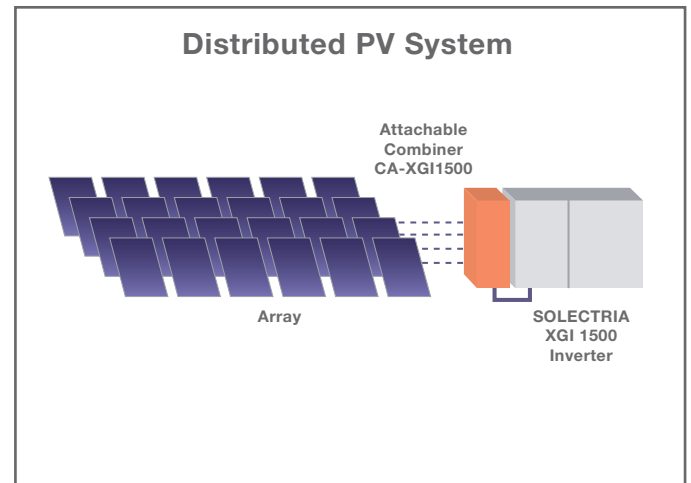 Distributed PV System
Attachable
Combiner
CA-XGI1500
Array
SOLECTRIA
XGI 1500
Inverter